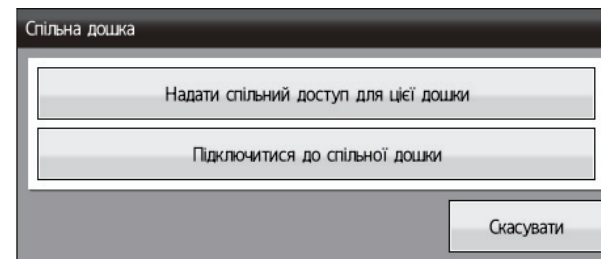 Спільна дошка
Надати спільний доступ для цієї дошки
Підключитися до спільної дошки
Скасувати